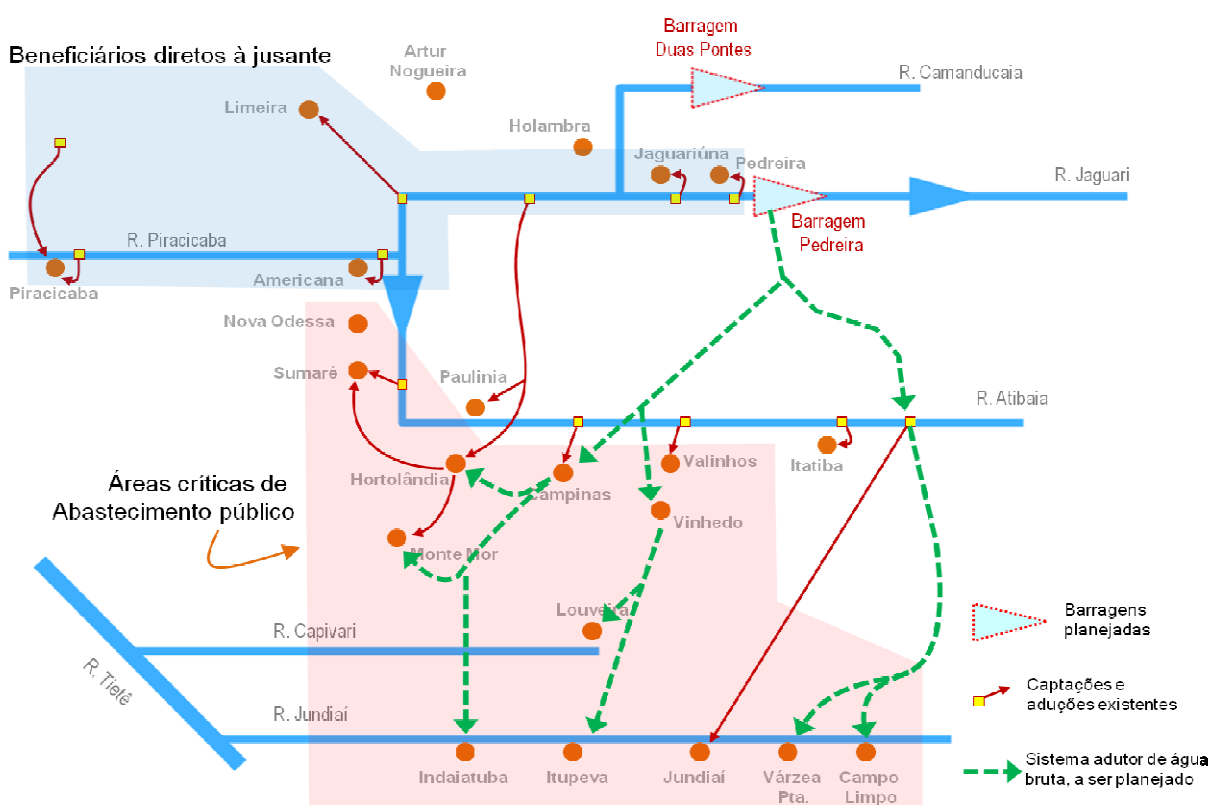 Barragem
Duas Pontes
Beneficiários diretos à jusante
Artur
Nogueira
R. Camanducaia
Limeira
Holambra
Jaguariúna
Pedreira
R. Jaguari
Barragem
Pedreira
R. Piracicaba
Piracicaba
Americana
Nova Odessa
Sumaré
Paulinia
R. Atibaia
Hortolândia
Campinas
Valinhos
Itatiba
Áreas críticas de
Abastecimento público
Vinhedo
Monte Mor
Louveira
Barragens
planejadas
R. Capivari
R. Tietê
Captações e
aduções existentes
R. Jundiaí
Sistema adutor de água
bruta, a ser planejado
Indaiatuba
Itupeva
Jundiaí
Várzea
Pta.
Campo
Limpo